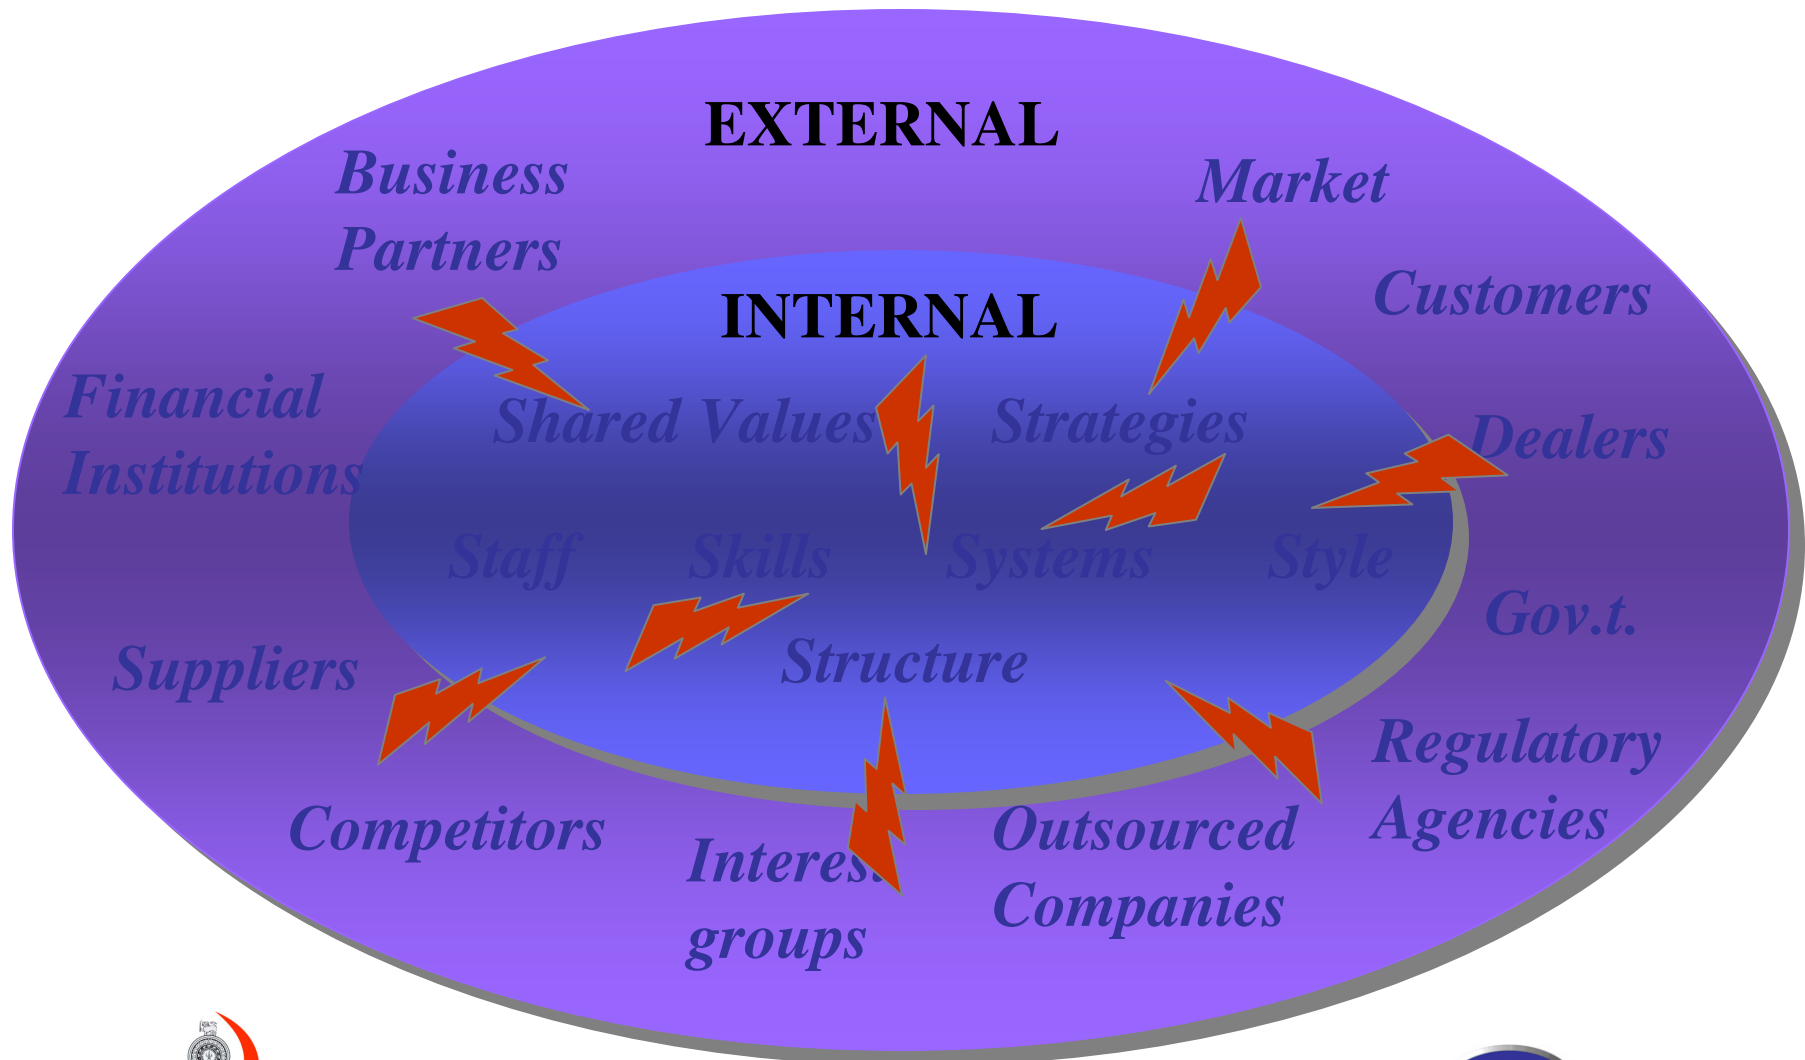 EXTERNAL
Business
Partners
Market
Customers
INTERNAL
Financial
Institutions
Shared Values
Strategies
Dealers
Staff
Skills
Systems
Style
Gov.t.
Structure
Suppliers
Regulatory
Agencies
Competitors
Interest
groups
Outsourced
Companies